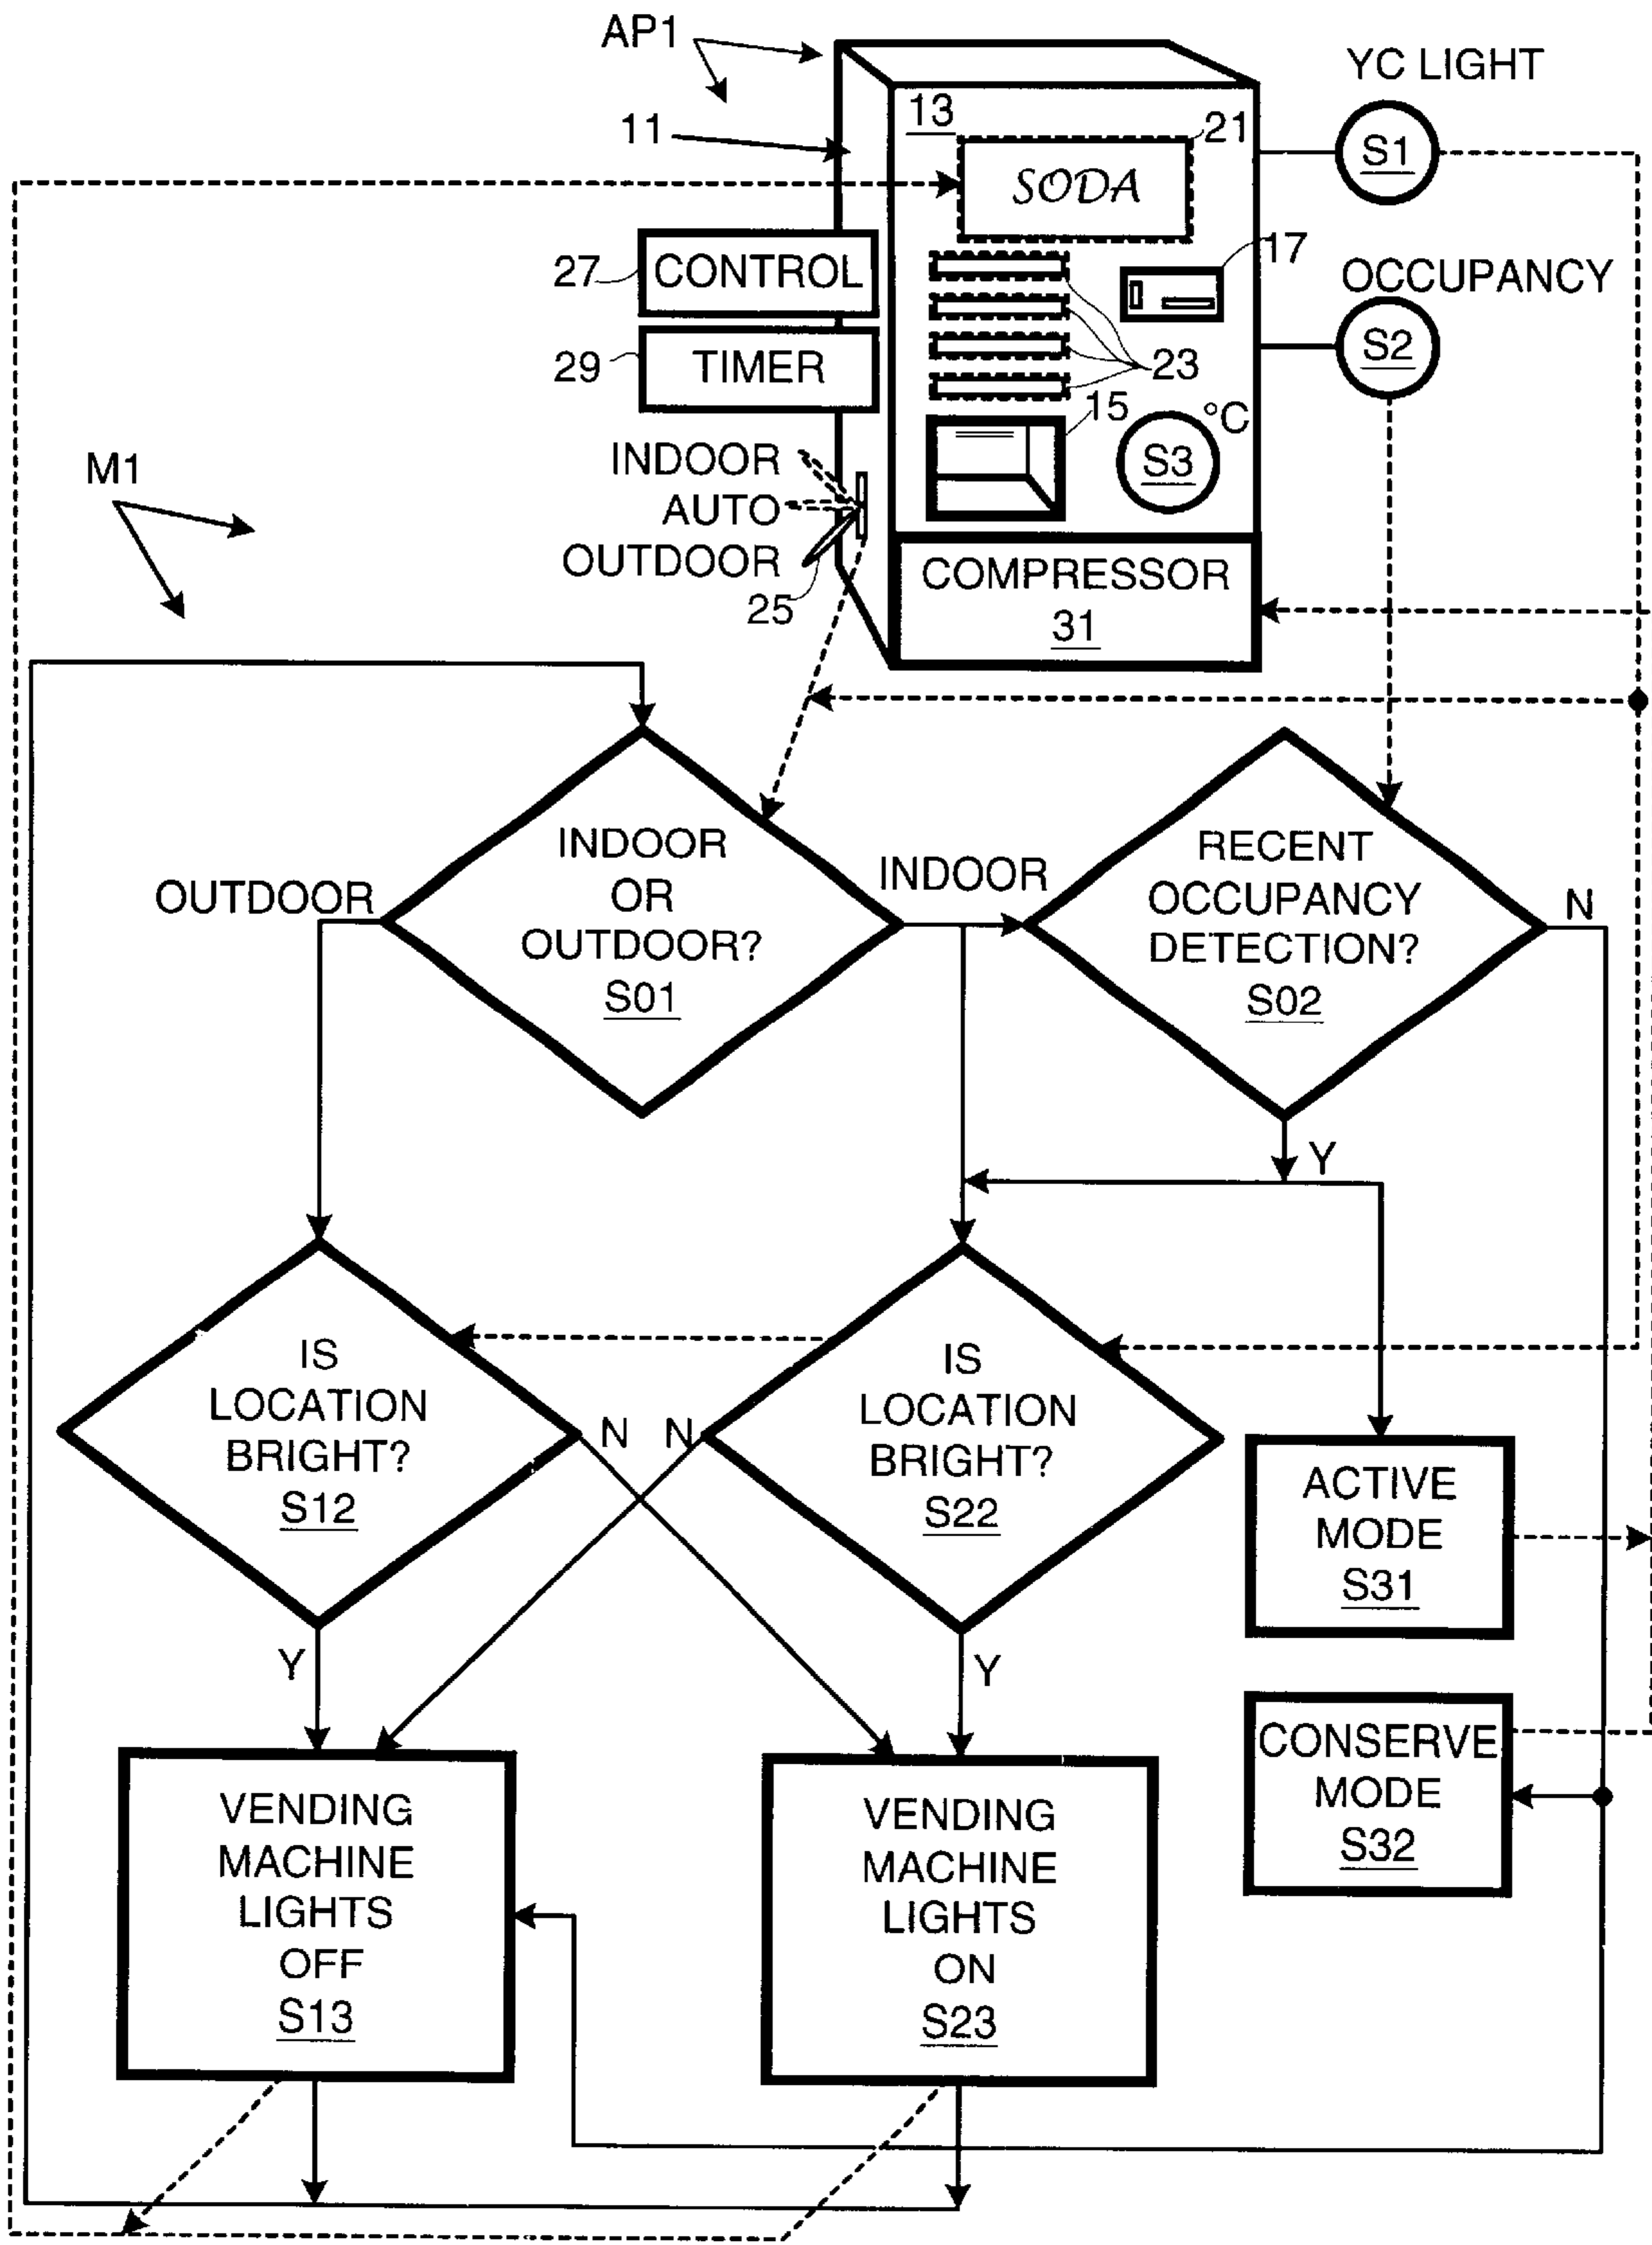 AP1
YC LIGHT
11
13
21
SODA
S1
27
CONTROL
17
OCCUPANCY
29
TIMER
23
S2
15
°C
S3
M1
INDOOR
AUTO
OUTDOOR
25
COMPRESSOR
31
OUTDOOR
INDOOR
OR
OUTDOOR?
S01
INDOOR
RECENT
OCCUPANCY
DETECTION?
S02
N
Y
IS
LOCATION
BRIGHT?
S12
N
N
IS
LOCATION
BRIGHT?
S22
ACTIVE
MODE
S31
Y
Y
CONSERVE
MODE
S32
VENDING
MACHINE
LIGHTS
OFF
S13
VENDING
MACHINE
LIGHTS
ON
S23